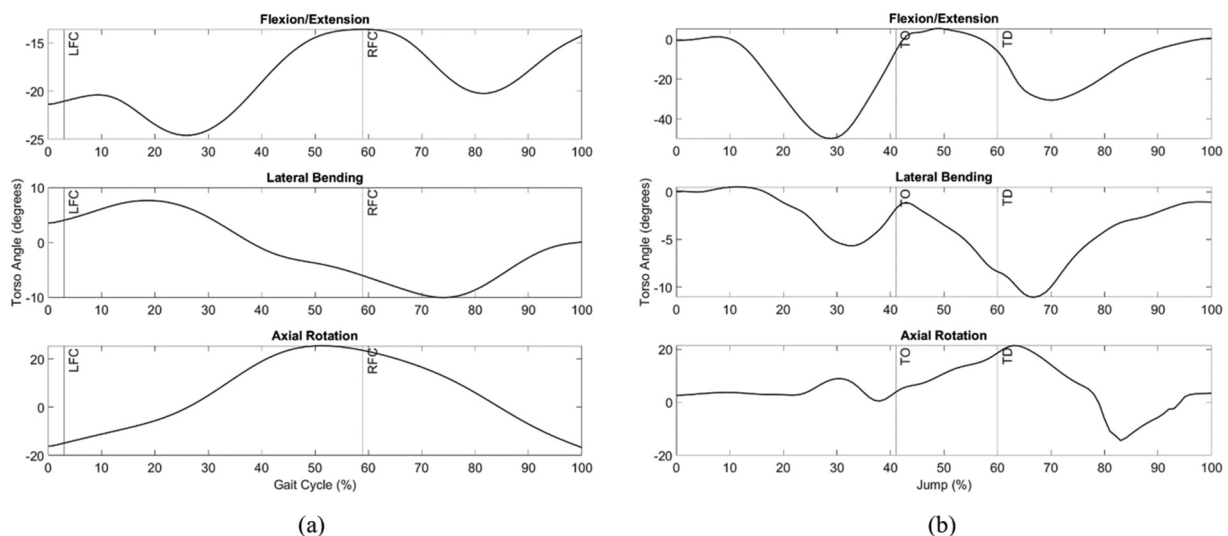 Flexion/Extension
-15
-20
-25
LFC
RFC
0 10 20 30 40 50 60 70 80 90 100
Lateral Bending
10
0
-10
LFC
RFC
0 10 20 30 40 50 60 70 80 90 100
Torso Angle (degrees)
Axial Rotation
20
0
-20
LFC
RFC
0 10 20 30 40 50 60 70 80 90 100
Gait Cycle (%)
(a)
Flexion/Extension
0
-20
-40
TO
TD
0 10 20 30 40 50 60 70 80 90 100
Lateral Bending
0
-5
-10
TO
TD
0 10 20 30 40 50 60 70 80 90 100
Torso Angle (degrees)
Axial Rotation
20
0
-20
TO
TD
0 10 20 30 40 50 60 70 80 90 100
Jump (%)
(b)